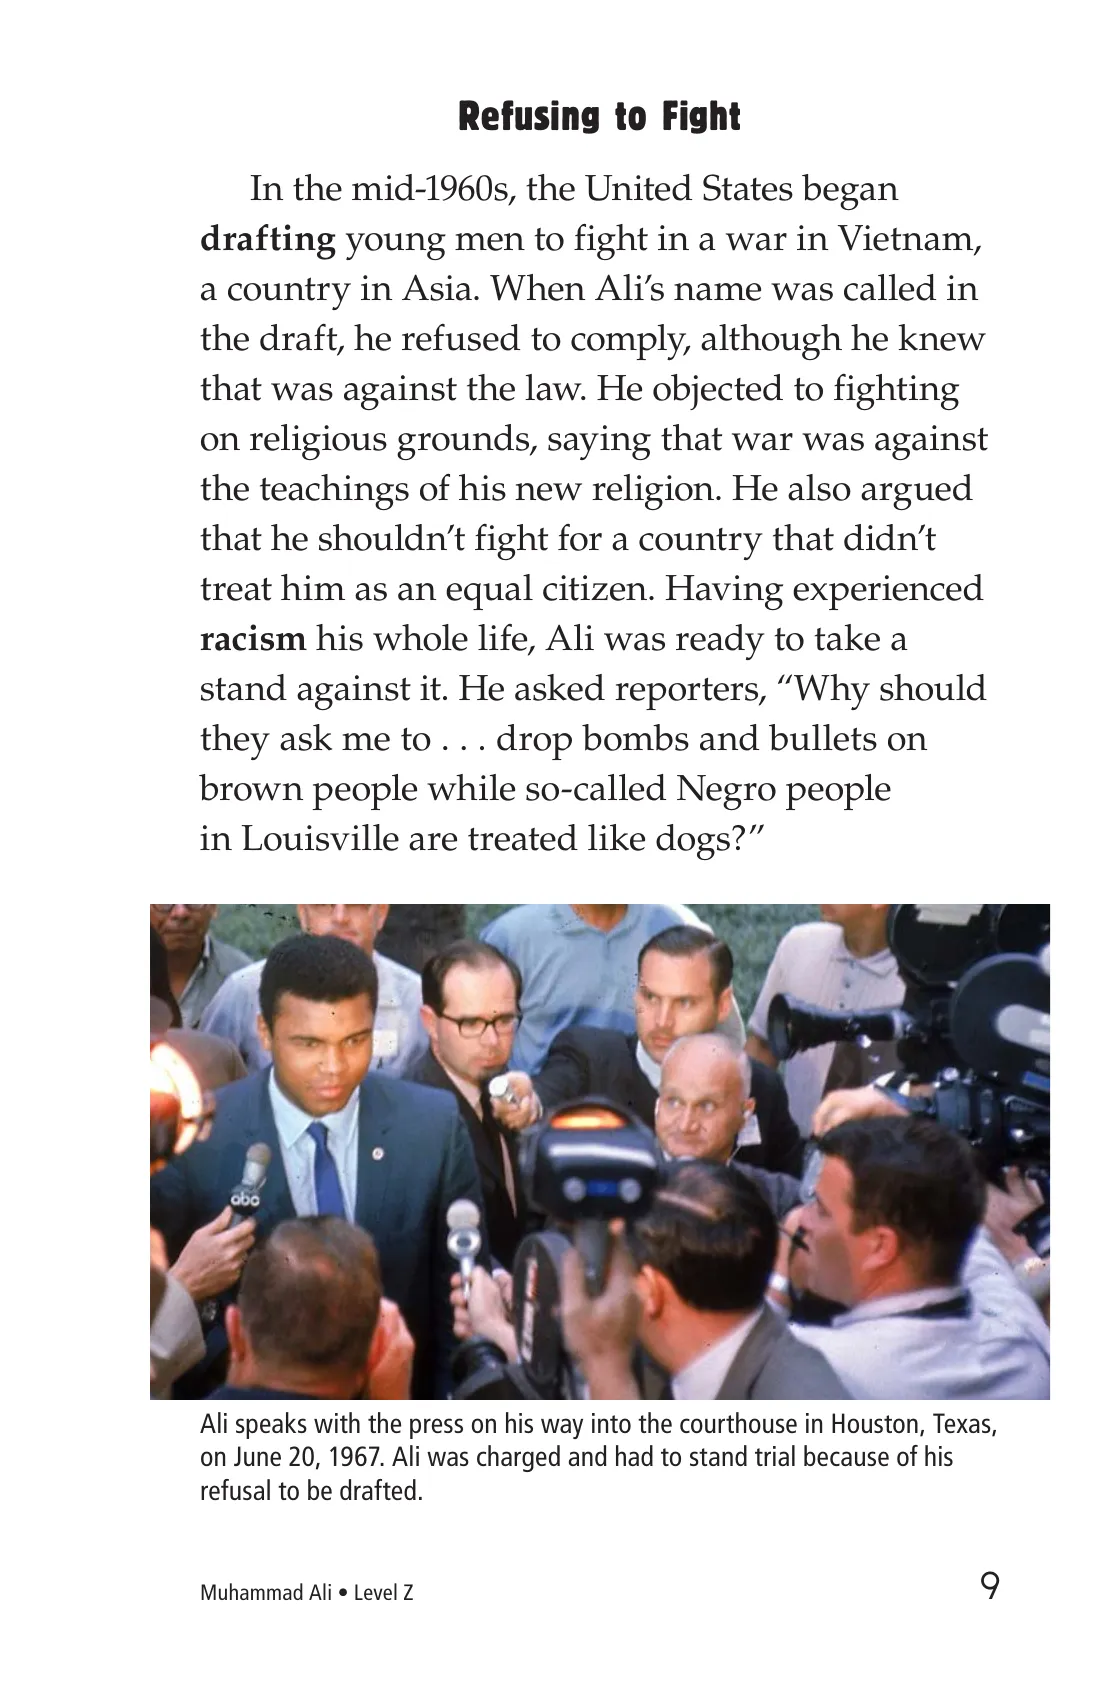 Refusing to Fight
In the mid-1960s, the United States began
drafting young men to fight in a war in Vietnam,
a country in Asia. When Ali’s name was called in
the draft, he refused to comply, although he knew
that was against the law. He objected to fighting
on religious grounds, saying that war was against
the teachings of his new religion. He also argued
that he shouldn’t fight for a country that didn’t
treat him as an equal citizen. Having experienced
racism his whole life, Ali was ready to take a
stand against it. He asked reporters, “Why should
they ask me to . . . drop bombs and bullets on
brown people while so-called Negro people
in Louisville are treated like dogs?”
abc
Ali speaks with the press on his way into the courthouse in Houston, Texas,
on June 20, 1967. Ali was charged and had to stand trial because of his
refusal to be drafted.
Muhammad Ali • Level Z
9